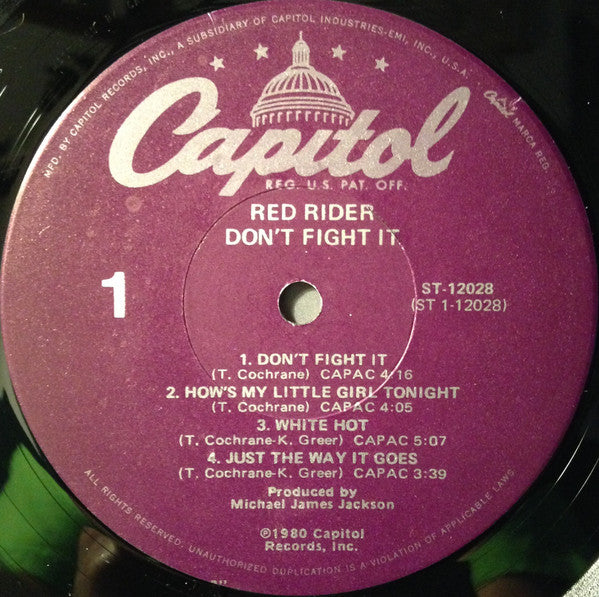 MFD. BY CAPITOL RECORDS, INC., A SUBSIDIARY OF CAPITOL INDUSTRIES-EMI, INC., U.S.A.
Capitol MARCA REG.
Capitol
REG. U.S. PAT. OFF.
RED RIDER
DON'T FIGHT IT
1
ST-12028
(ST 1-12028)
1. DON'T FIGHT IT
(T. Cochrane) CAPAC 4:16
2. HOW'S MY LITTLE GIRL TONIGHT
(T. Cochrane) CAPAC 4:05
3. WHITE HOT
(T. Cochrane-K. Greer) CAPAC 5:07
4. JUST THE WAY IT GOES
(T. Cochrane-K. Greer) CAPAC 3:39
Produced by
Michael James Jackson
℗1980 Capitol
Records, Inc.
ALL RIGHTS RESERVED. UNAUTHORIZED DUPLICATION IS A VIOLATION OF APPLICABLE LAWS.